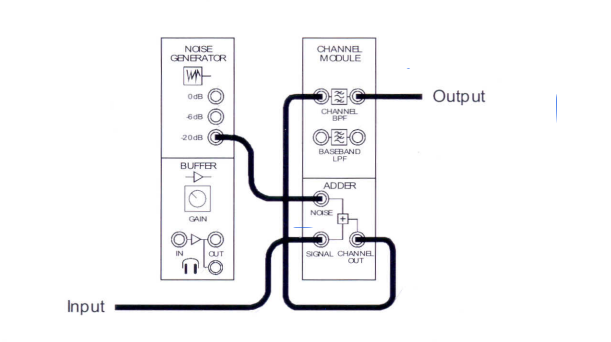 NOISE
GENERATOR
0dB
-6dB
-20dB
BUFFER
GAIN
IN
OUT
CHANNEL
MODULE
CHANNEL
BPF
BASEBAND
LPF
ADDER
NOISE
SIGNAL
CHANNEL
OUT
Output
Input